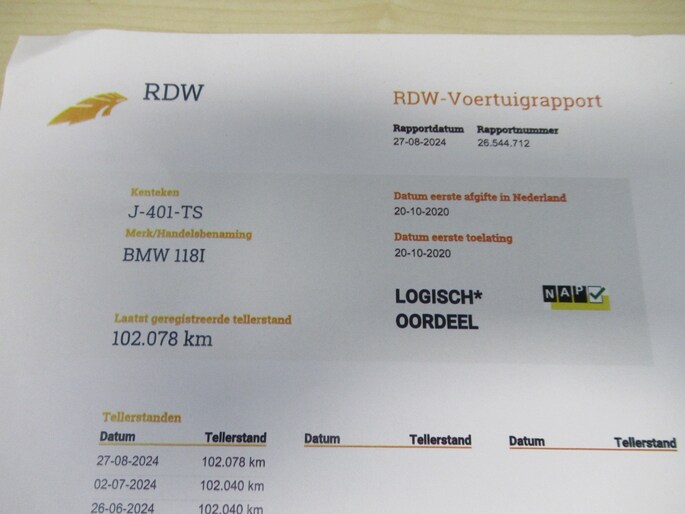 RDW
RDW-Voertuigrapport
Rapportdatum Rapportnummer
27-08-2024 26.544.712
Kenteken
J-401-TS
Merk/Handelsbenaming
BMW 118I
Datum eerste afgifte in Nederland
20-10-2020
Datum eerste toelating
20-10-2020
Laatst geregistreerde tellerstand
102.078 km
LOGISCH*
OORDEEL
NAP
Tellerstanden
Datum Tellerstand Datum Tellerstand Datum Tellerstand
27-08-2024 102.078 km
02-07-2024 102.040 km
26-06-2024 102.040 km